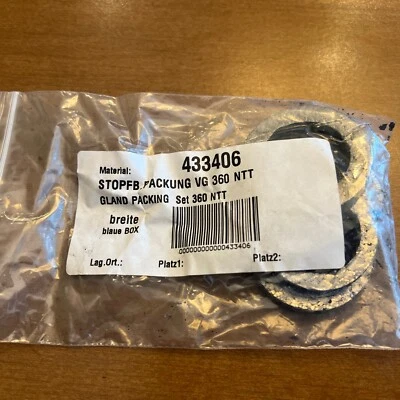 Material: 433406
STOPFB.PACKUNG VG 360 NTT
GLAND PACKING Set 360 NTT
breite
blaue BOX
000000000000433406
Lag.Ort.: Platz1: Platz2: